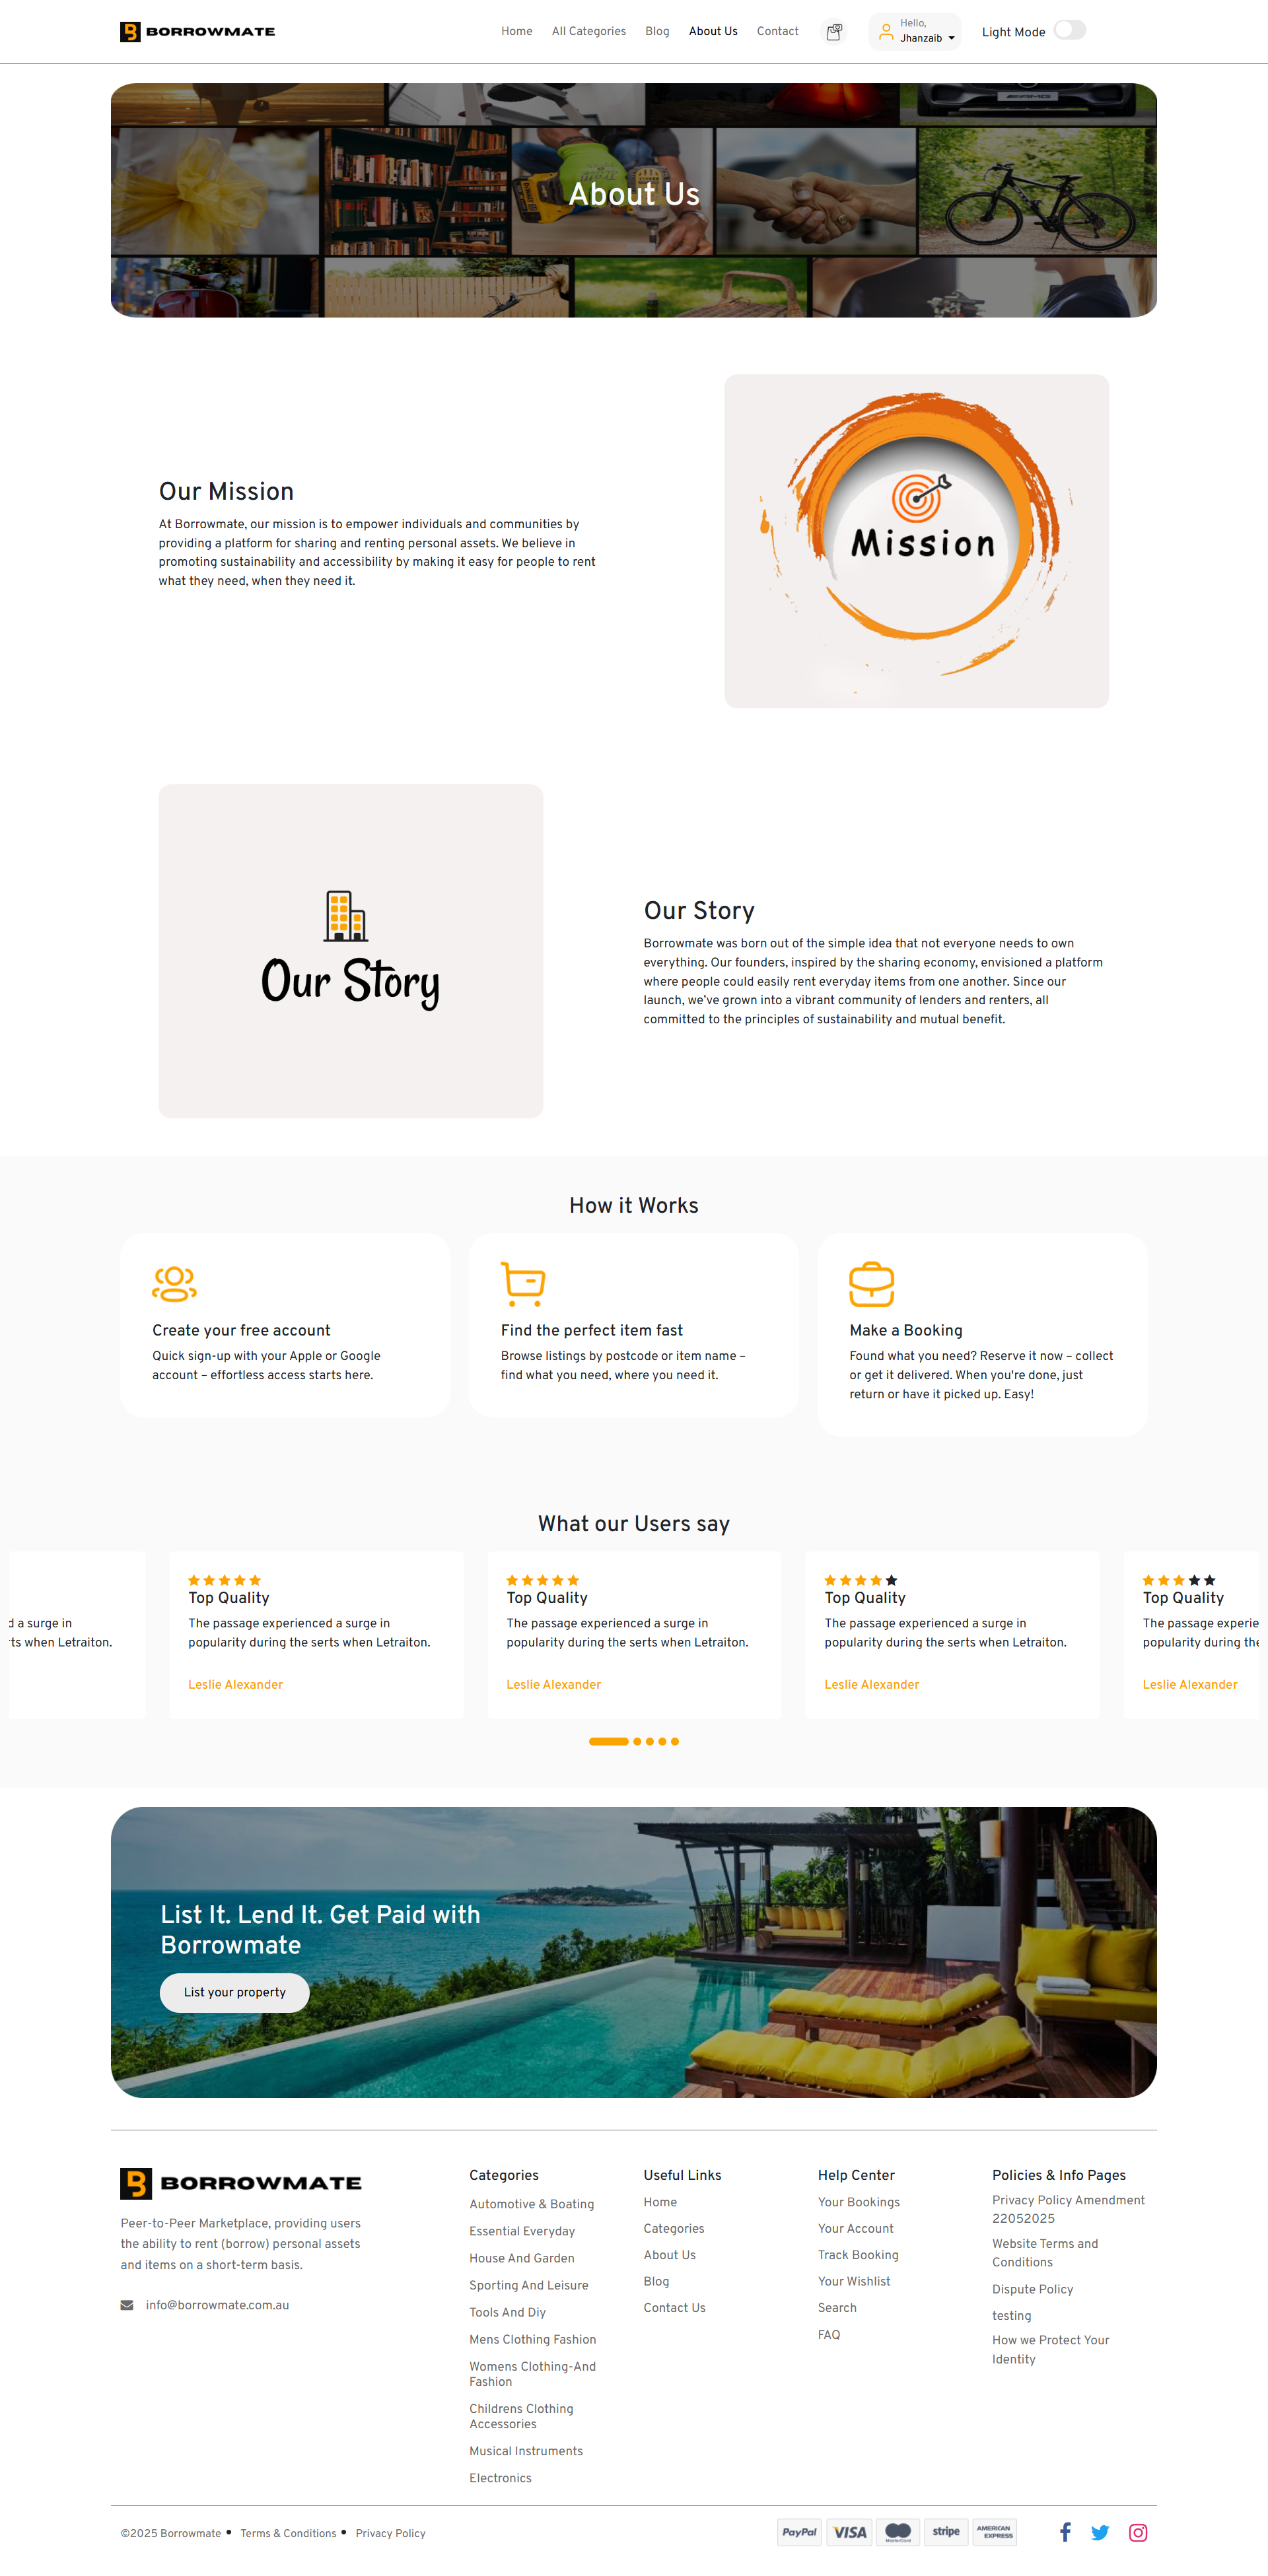 BORROWMATE
Home All Categories Blog About Us Contact
Hello,
Jhanzaib
Light Mode
About Us
Our Mission
At Borrowmate, our mission is to empower individuals and communities by
providing a platform for sharing and renting personal assets. We believe in
promoting sustainability and accessibility by making it easy for people to rent
what they need, when they need it.
Mission
Our Story
Our Story
Borrowmate was born out of the simple idea that not everyone needs to own
everything. Our founders, inspired by the sharing economy, envisioned a platform
where people could easily rent everyday items from one another. Since our
launch, we've grown into a vibrant community of lenders and renters, all
committed to the principles of sustainability and mutual benefit.
How it Works
Create your free account
Quick sign-up with your Apple or Google
account – effortless access starts here.
Find the perfect item fast
Browse listings by postcode or item name –
find what you need, where you need it.
Make a Booking
Found what you need? Reserve it now – collect
or get it delivered. When you're done, just
return or have it picked up. Easy!
What our Users say
d a surge in
rts when Letraiton.
Top Quality
The passage experienced a surge in
popularity during the serts when Letraiton.
Leslie Alexander
Top Quality
The passage experienced a surge in
popularity during the serts when Letraiton.
Leslie Alexander
Top Quality
The passage experienced a surge in
popularity during the serts when Letraiton.
Leslie Alexander
Top Quality
The passage experie
popularity during the
Leslie Alexander
List It. Lend It. Get Paid with
Borrowmate
List your property
BORROWMATE
Peer-to-Peer Marketplace, providing users
the ability to rent (borrow) personal assets
and items on a short-term basis.
info@borrowmate.com.au
Categories
Automotive & Boating
Essential Everyday
House And Garden
Sporting And Leisure
Tools And Diy
Mens Clothing Fashion
Womens Clothing-And
Fashion
Childrens Clothing
Accessories
Musical Instruments
Electronics
Useful Links
Home
Categories
About Us
Blog
Contact Us
Help Center
Your Bookings
Your Account
Track Booking
Your Wishlist
Search
FAQ
Policies & Info Pages
Privacy Policy Amendment
22052025
Website Terms and
Conditions
Dispute Policy
testing
How we Protect Your
Identity
©2025 Borrowmate • Terms & Conditions • Privacy Policy
PayPal VISA MasterCard stripe AMERICAN
EXPRESS